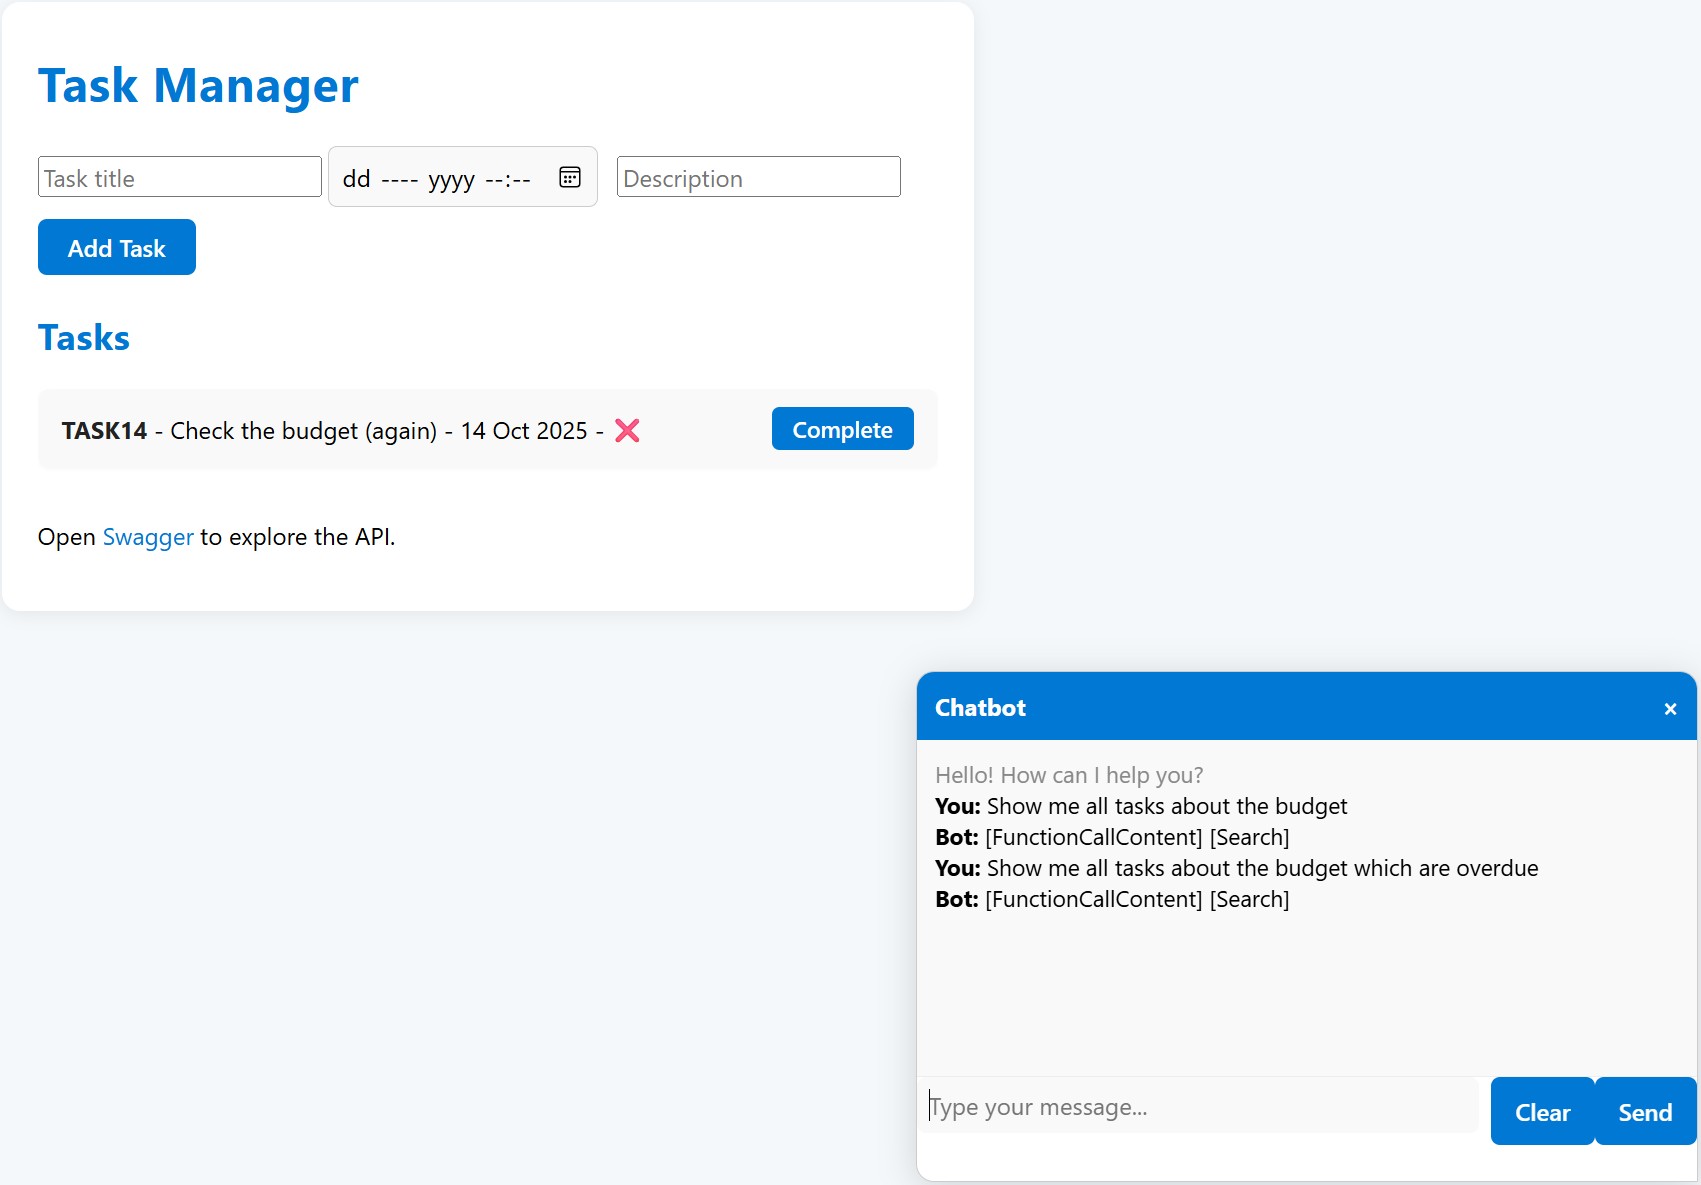 Task Manager
Task title
dd ---- yyyy --:--
Description
Add Task
Tasks
TASK14 - Check the budget (again) - 14 Oct 2025 - ❌
Complete
Open Swagger to explore the API.
Chatbot
×
Hello! How can I help you?
You: Show me all tasks about the budget
Bot: [FunctionCallContent] [Search]
You: Show me all tasks about the budget which are overdue
Bot: [FunctionCallContent] [Search]
Type your message...
Clear
Send